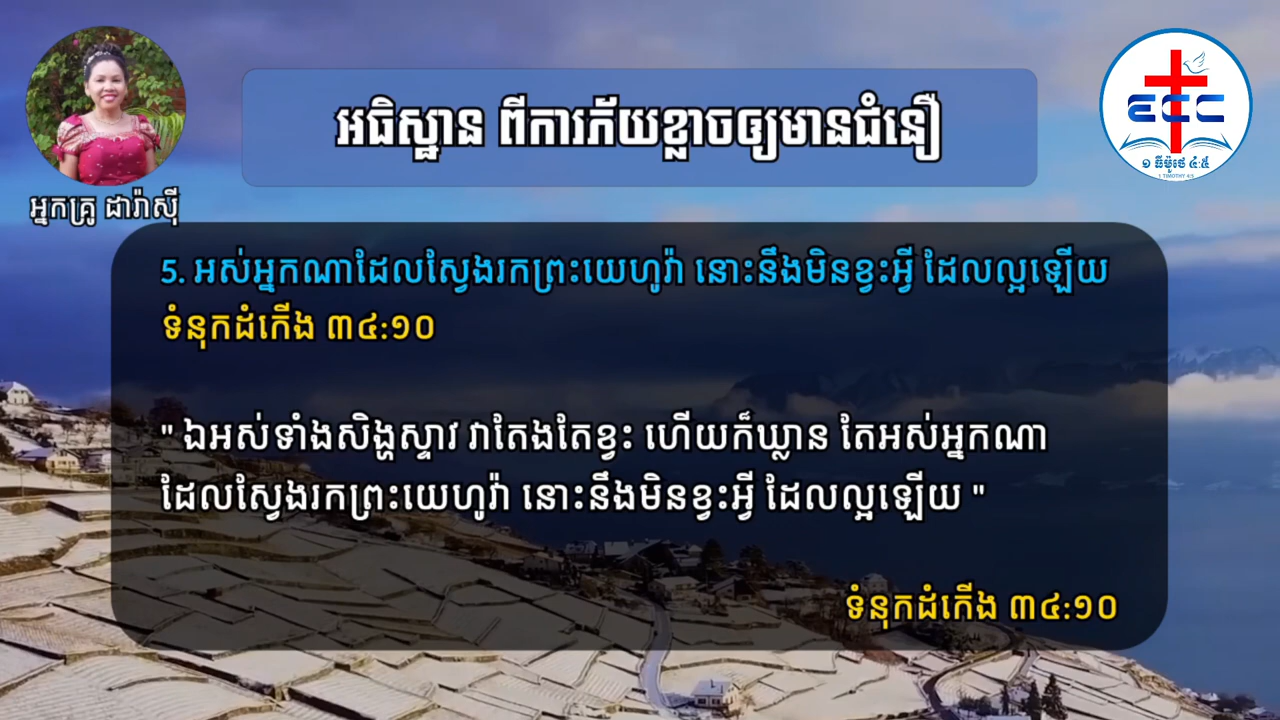 អធិស្ឋាន ពីការភ័យខ្លាចឲ្យមានជំនឿ
ECC
១ ធីម៉ូថេ ៤:៥
1 TIMOTHY 4:5
អ្នកគ្រូ ដារ៉ាស៊ី
5. អស់អ្នកណាដែលស្វែងរកព្រះយេហូវ៉ា នោះនឹងមិនខ្វះអ្វី ដែលល្អឡើយ
ទំនុកដំកើង ៣៤:១០
" ឯអស់ទាំងសិង្ហស្ទាវ វាតែងតែខ្វះ ហើយក៏ឃ្លាន តែអស់អ្នកណា
ដែលស្វែងរកព្រះយេហូវ៉ា នោះនឹងមិនខ្វះអ្វី ដែលល្អឡើយ "
ទំនុកដំកើង ៣៤:១០